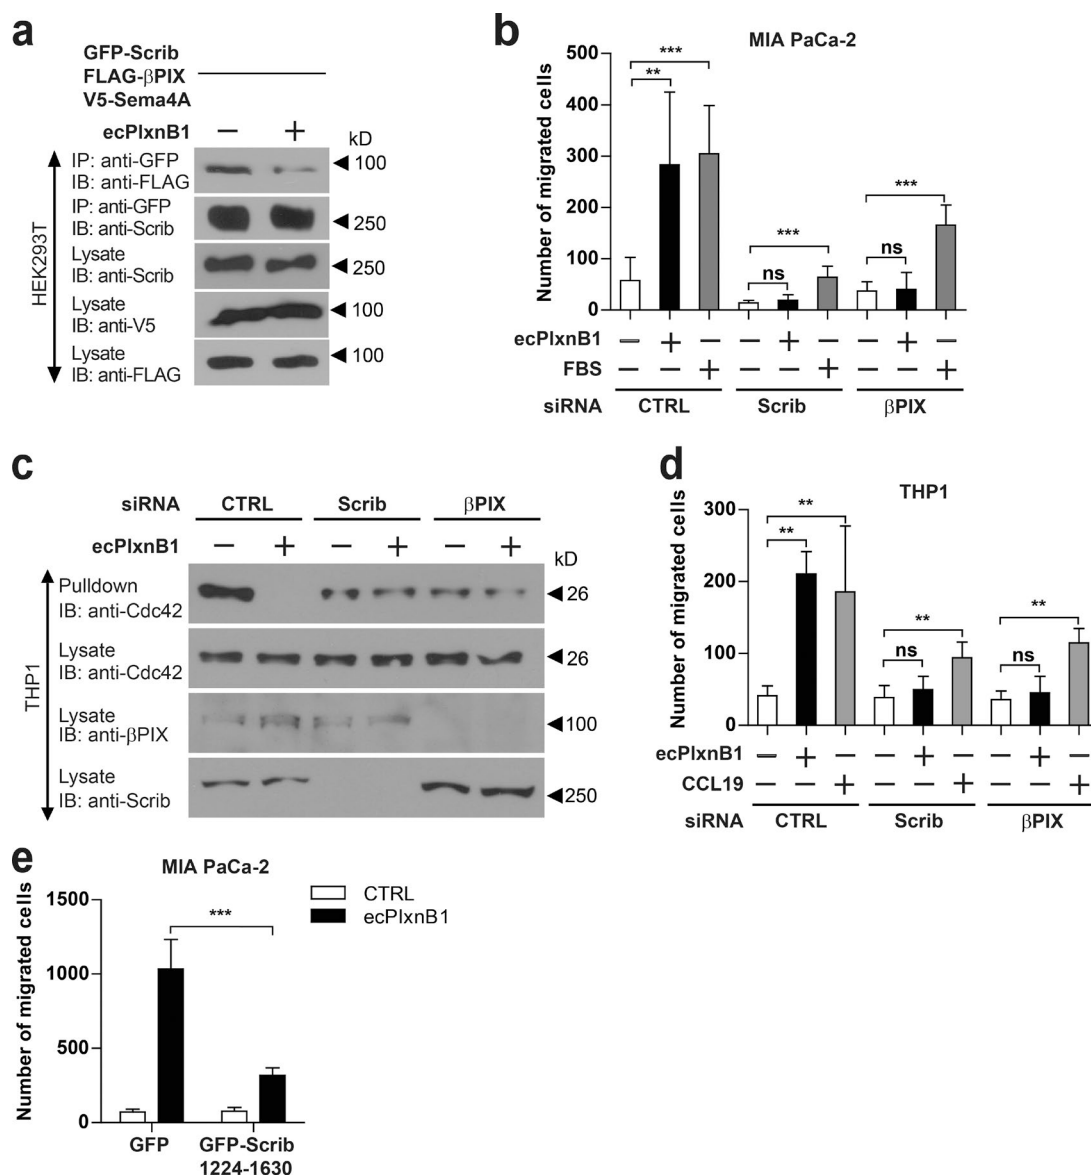 a
GFP-Scrib
FLAG-βPIX
V5-Sema4A
ecPlxnB1 – +
kD
HEK293T
IP: anti-GFP
IB: anti-FLAG
100
IP: anti-GFP
IB: anti-Scrib
250
Lysate
IB: anti-Scrib
250
Lysate
IB: anti-V5
100
Lysate
IB: anti-FLAG
100
b
MIA PaCa-2
Number of migrated cells
500
400
300
200
100
0
***
**
***
ns
***
ns
ecPlxnB1 – + – – + – – + –
FBS – – + – – + – – +
siRNA CTRL Scrib βPIX
c
siRNA CTRL Scrib βPIX
ecPlxnB1 – + – + – +
kD
THP1
Pulldown
IB: anti-Cdc42
26
Lysate
IB: anti-Cdc42
26
Lysate
IB: anti-βPIX
100
Lysate
IB: anti-Scrib
250
d
THP1
Number of migrated cells
300
200
100
0
**
**
**
ns
**
ns
ecPlxnB1 – + – – + – – + –
CCL19 – – + – – + – – +
siRNA CTRL Scrib βPIX
e
MIA PaCa-2
Number of migrated cells
1500
1000
500
0
***
CTRL
ecPlxnB1
GFP GFP-Scrib
1224-1630